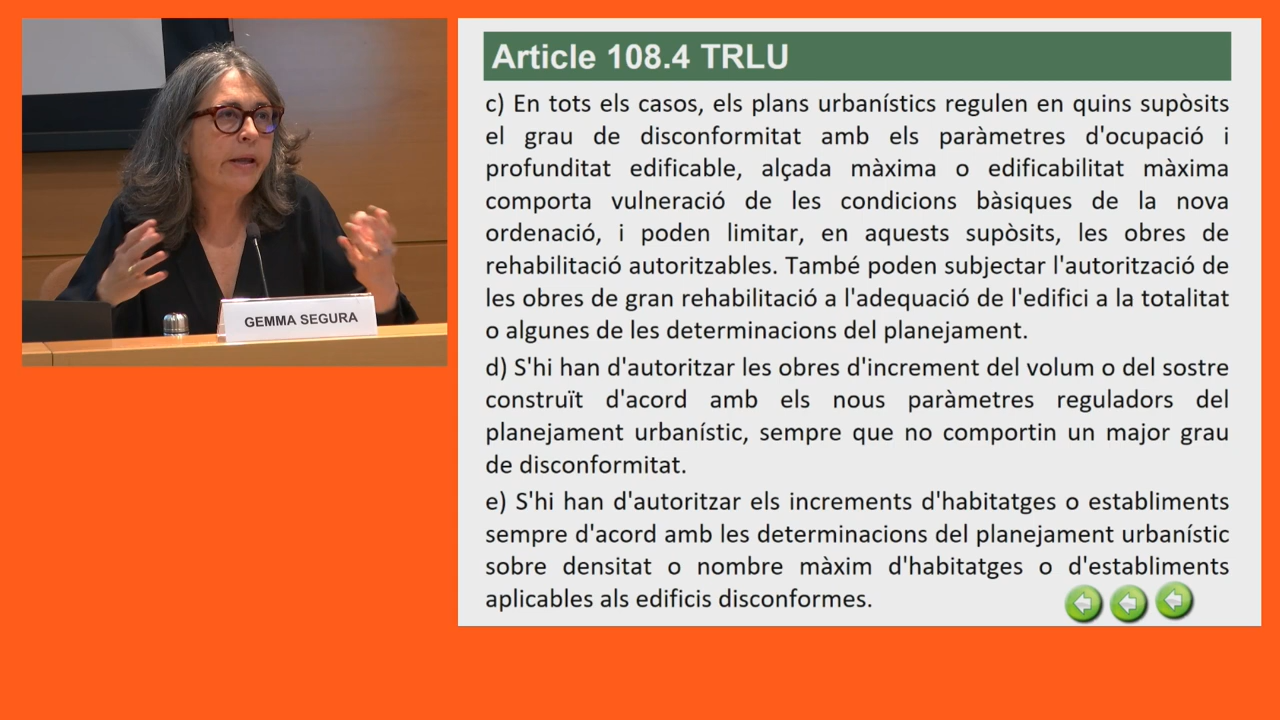 GEMMA SEGURA
Article 108.4 TRLU
c) En tots els casos, els plans urbanístics regulen en quins supòsits
el grau de disconformitat amb els paràmetres d'ocupació i
profunditat edificable, alçada màxima o edificabilitat màxima
comporta vulneració de les condicions bàsiques de la nova
ordenació, i poden limitar, en aquests supòsits, les obres de
rehabilitació autoritzables. També poden subjectar l'autorització de
les obres de gran rehabilitació a l'adequació de l'edifici a la totalitat
o algunes de les determinacions del planejament.
d) S'hi han d'autoritzar les obres d'increment del volum o del sostre
construït d'acord amb els nous paràmetres reguladors del
planejament urbanístic, sempre que no comportin un major grau
de disconformitat.
e) S'hi han d'autoritzar els increments d'habitatges o establiments
sempre d'acord amb les determinacions del planejament urbanístic
sobre densitat o nombre màxim d'habitatges o d'establiments
aplicables als edificis disconformes.